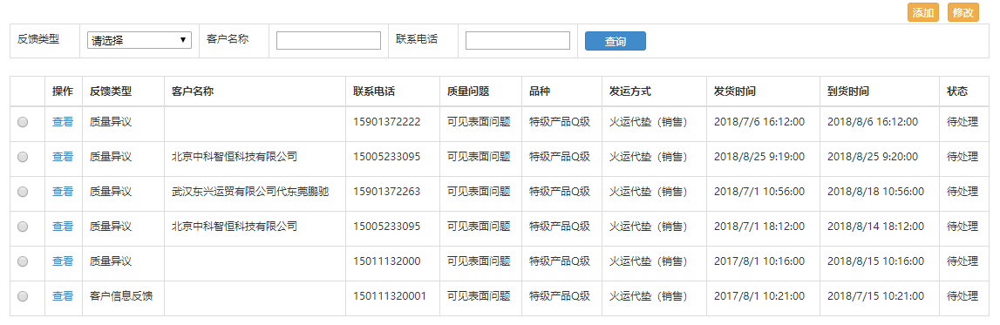 添加 修改
反馈类型 请选择 客户名称 联系电话 查询
操作 反馈类型 客户名称 联系电话 质量问题 品种 发运方式 发货时间 到货时间 状态
查看 质量异议 15901372222 可见表面问题 特级产品Q级 火运代垫（销售） 2018/7/6 16:12:00 2018/8/6 16:12:00 待处理
查看 质量异议 北京中科智恒科技有限公司 15005233095 可见表面问题 特级产品Q级 火运代垫（销售） 2018/8/25 9:19:00 2018/8/25 9:20:00 待处理
查看 质量异议 武汉东兴运贸有限公司代东莞鹏驰 15901372263 可见表面问题 特级产品Q级 火运代垫（销售） 2018/7/1 10:56:00 2018/8/18 10:56:00 待处理
查看 质量异议 北京中科智恒科技有限公司 15005233095 可见表面问题 特级产品Q级 火运代垫（销售） 2018/7/1 18:12:00 2018/8/14 18:12:00 待处理
查看 质量异议 15011132000 可见表面问题 特级产品Q级 火运代垫（销售） 2017/8/1 10:16:00 2018/8/15 10:16:00 待处理
查看 客户信息反馈 150111320001 可见表面问题 特级产品Q级 火运代垫（销售） 2017/8/1 10:21:00 2018/7/15 10:21:00 待处理